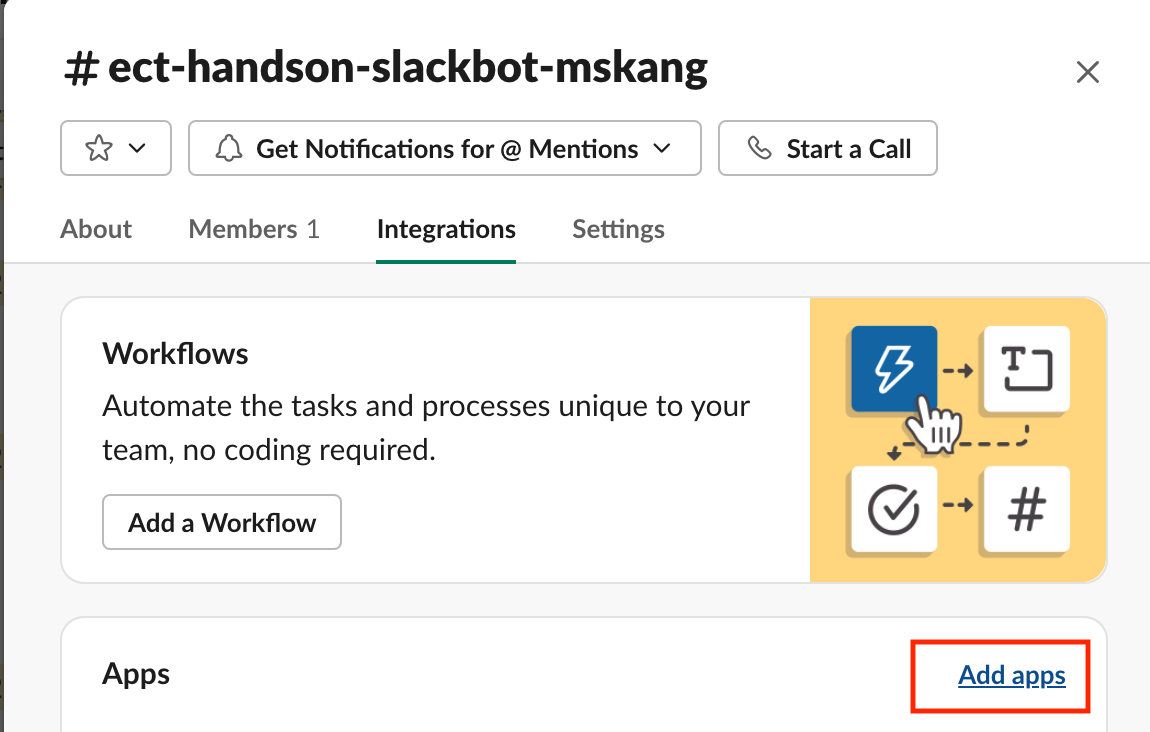 # ect-handson-slackbot-mskang
Get Notifications for @ Mentions
Start a Call
About
Members 1
Integrations
Settings
Workflows
Automate the tasks and processes unique to your
team, no coding required.
Add a Workflow
T
#
Apps
Add apps